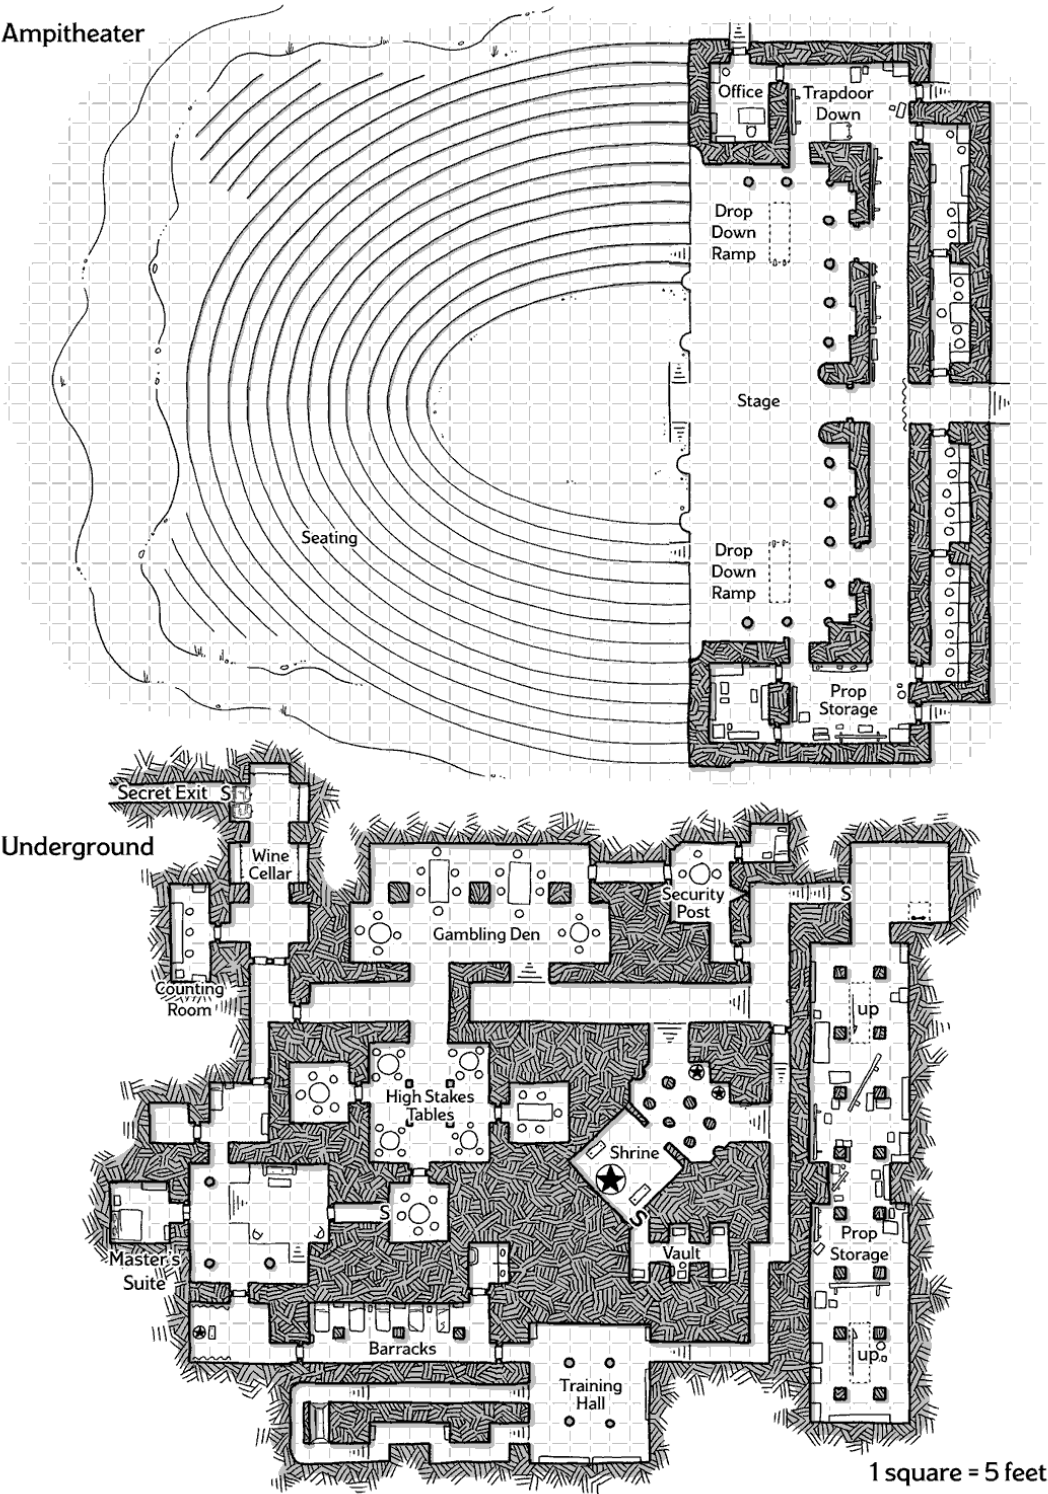 Ampitheater
Office
Trapdoor
Down
Drop
Down
Ramp
Stage
Seating
Drop
Down
Ramp
Prop
Storage
Secret Exit S
Underground
Wine
Cellar
Security
Post
S
Gambling Den
Counting
Room
up
High Stakes
Tables
Shrine
S
S
Prop
Storage
Master's
Suite
Vault
Barracks
up
Training
Hall
1 square = 5 feet